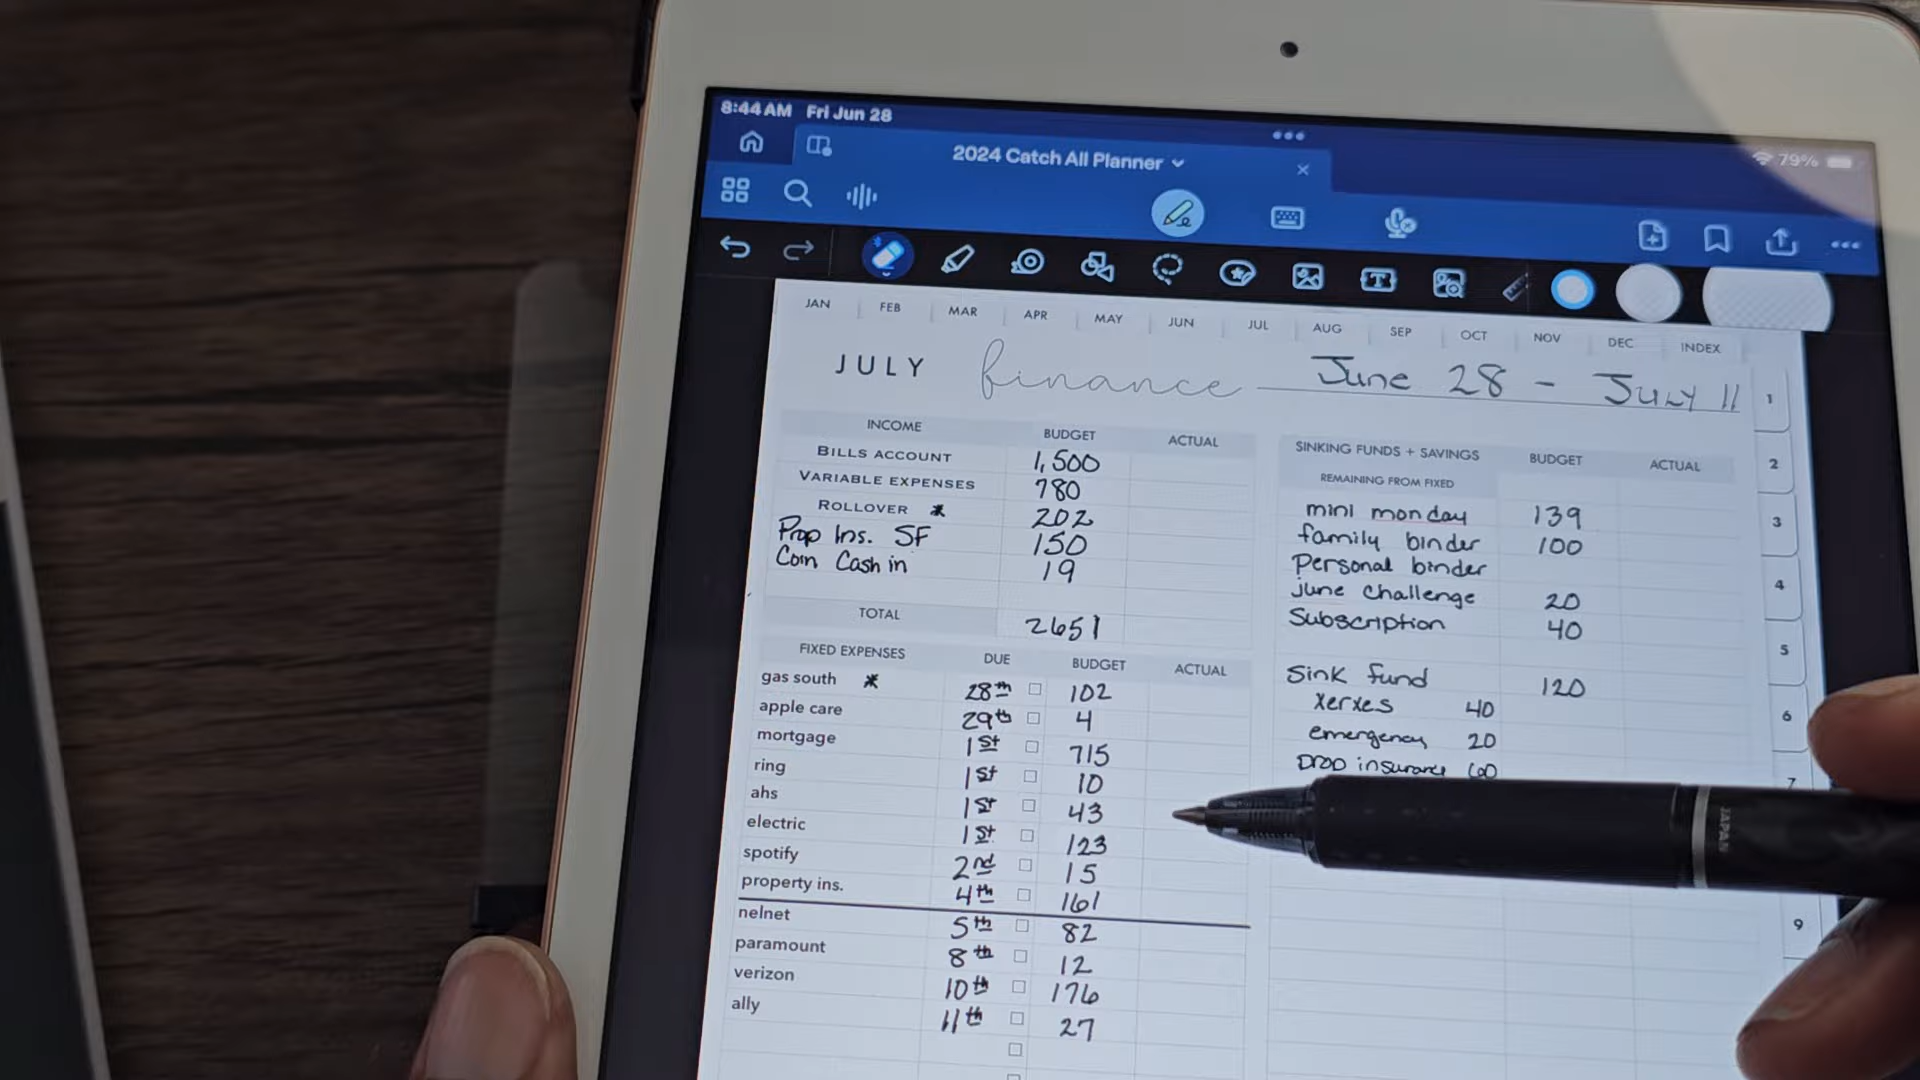 8:44 AM Fri Jun 28
79%
2024 Catch All Planner
JAN FEB MAR APR MAY JUN JUL AUG SEP OCT NOV DEC INDEX
JULY finance June 28 - July 11
INCOME BUDGET ACTUAL
BILLS ACCOUNT 1,500
VARIABLE EXPENSES 780
ROLLOVER * 202
Prop Ins. SF 150
Coin Cash in 19
TOTAL 2651
FIXED EXPENSES DUE BUDGET ACTUAL
gas south * 28th 102
apple care 29th 4
mortgage 1st 715
ring 1st 10
ahs 1st 43
electric 1st 123
spotify 2nd 15
property ins. 4th 161
nelnet 5th 82
paramount 8th 12
verizon 10th 176
ally 11th 27
SINKING FUNDS + SAVINGS BUDGET ACTUAL
REMAINING FROM FIXED
mini monday 139
family binder 100
Personal binder
june challenge 20
Subscription 40
Sink fund 120
xerxes 40
emergency 20
prop insurance 60
1
2
3
4
5
6
7
9
JAPAN